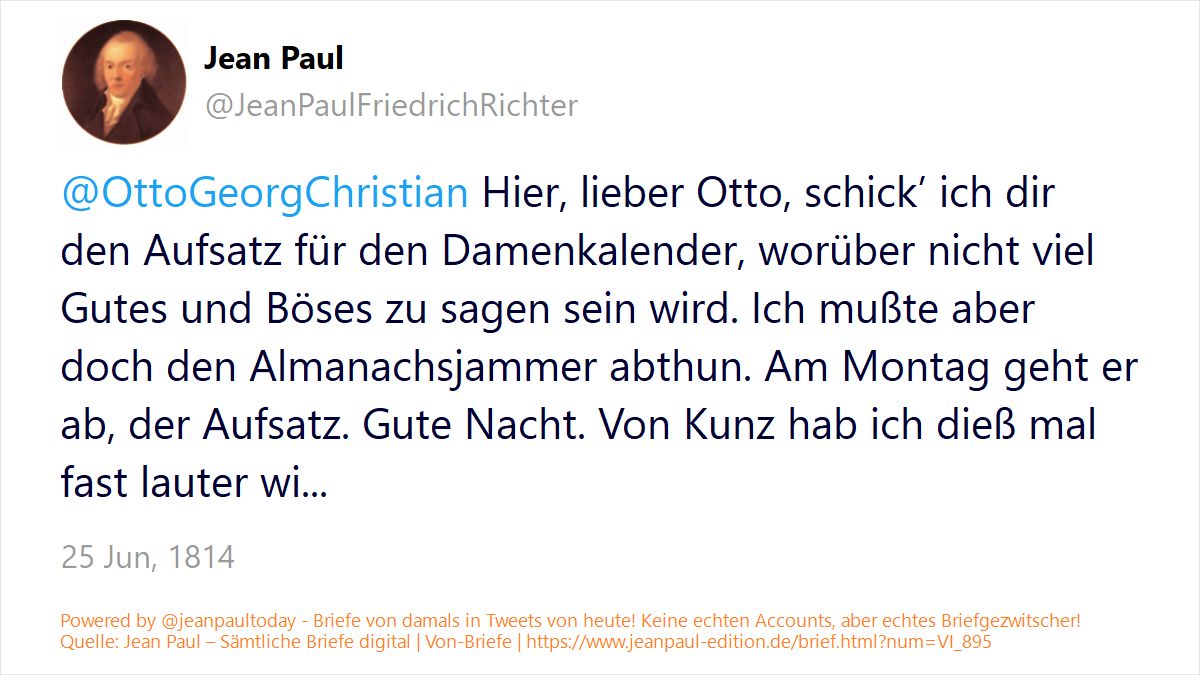 Jean Paul
@JeanPaulFriedrichRichter
@OttoGeorgChristian Hier, lieber Otto, schick’ ich dir
den Aufsatz für den Damenkalender, worüber nicht viel
Gutes und Böses zu sagen sein wird. Ich mußte aber
doch den Almanachsjammer abthun. Am Montag geht er
ab, der Aufsatz. Gute Nacht. Von Kunz hab ich dieß mal
fast lauter wi...
25 Jun, 1814
Powered by @jeanpaultoday - Briefe von damals in Tweets von heute! Keine echten Accounts, aber echtes Briefgezwitscher!
Quelle: Jean Paul – Sämtliche Briefe digital | Von-Briefe | https://www.jeanpaul-edition.de/brief.html?num=VI_895